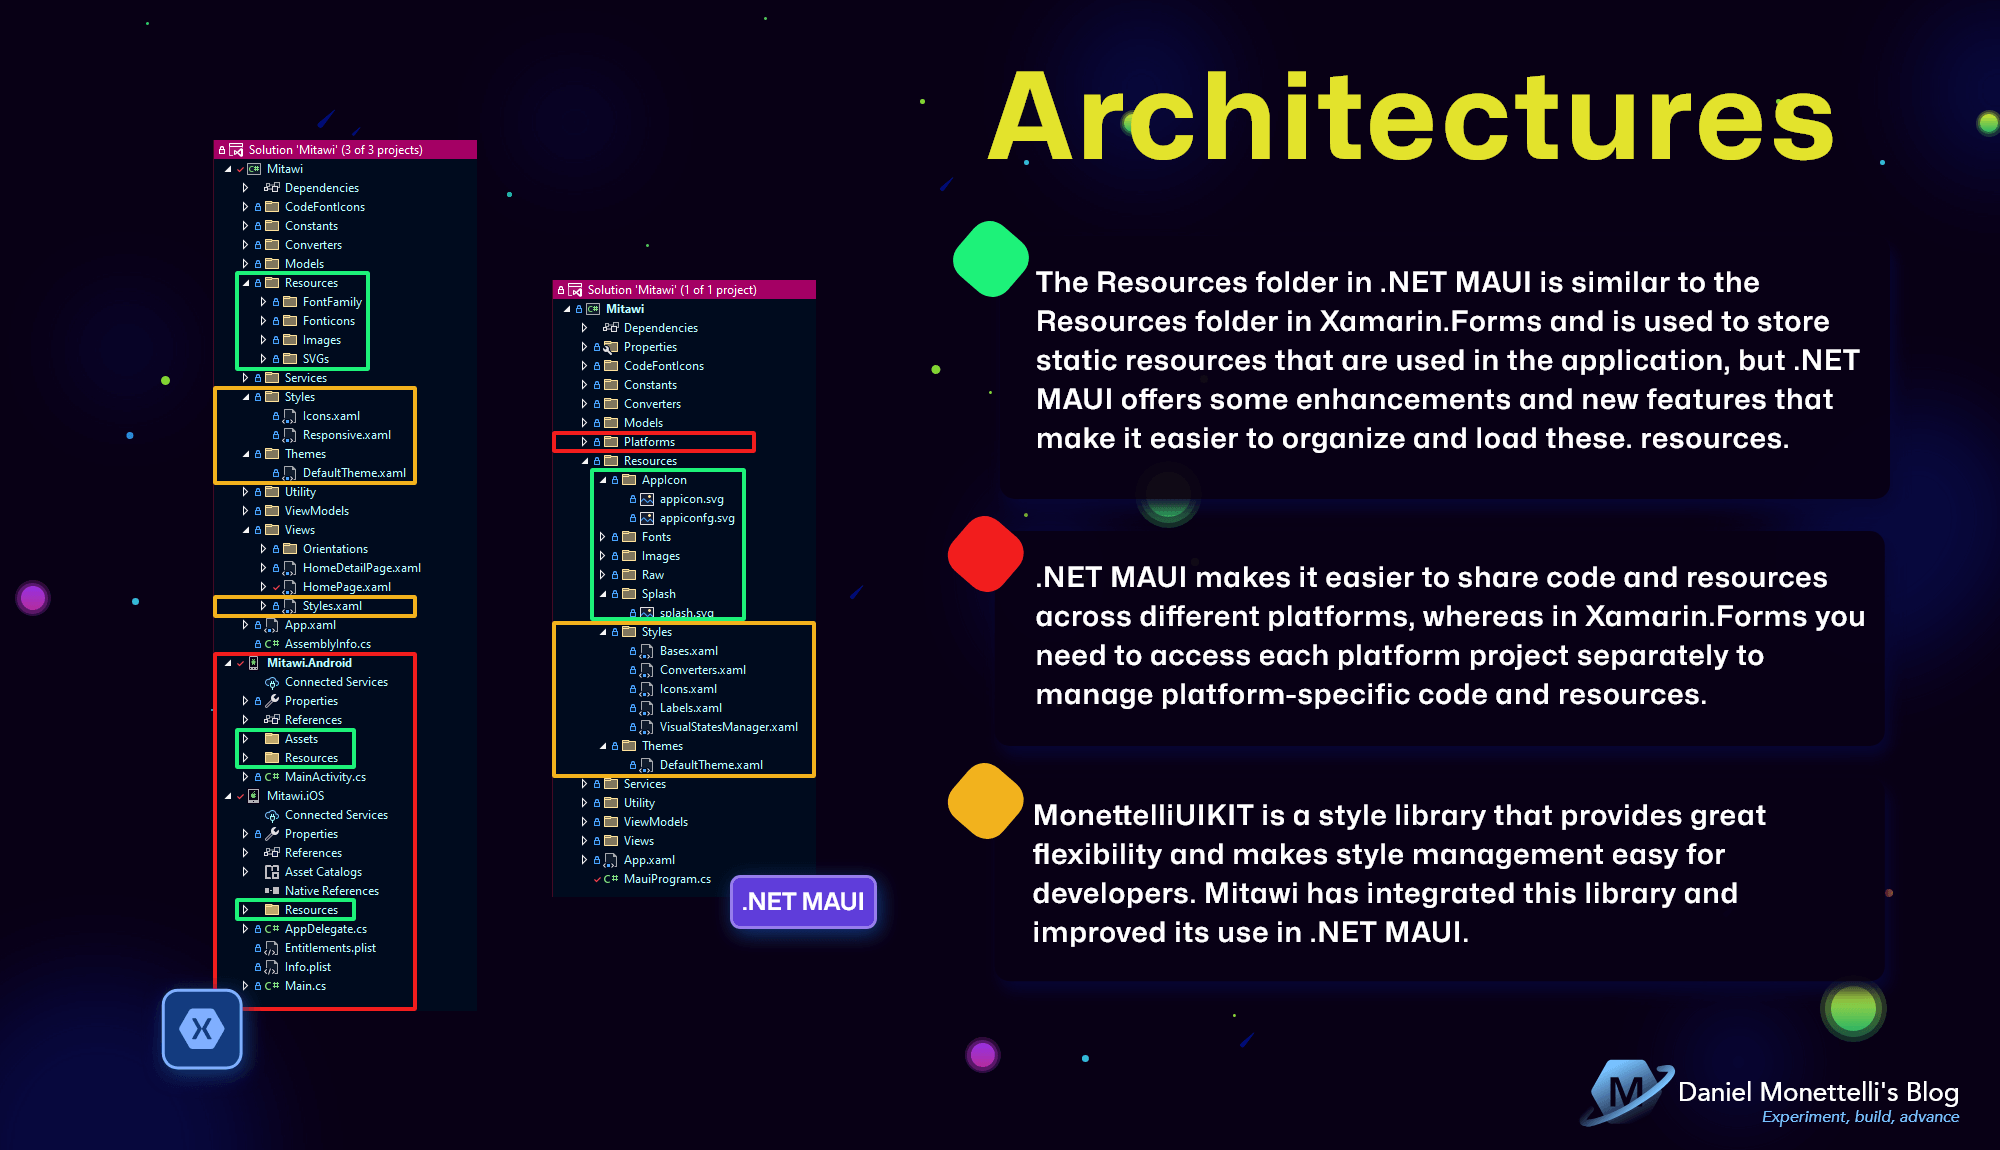 Architectures
Solution 'Mitawi' (3 of 3 projects)
C# Mitawi
Dependencies
CodeFontIcons
Constants
Converters
Models
Resources
FontFamily
Fonticons
Images
SVGs
Services
Styles
Icons.xaml
Responsive.xaml
Themes
DefaultTheme.xaml
Utility
ViewModels
Views
Orientations
HomeDetailPage.xaml
HomePage.xaml
Styles.xaml
App.xaml
C# AssemblyInfo.cs
Mitawi.Android
Connected Services
Properties
References
Assets
Resources
C# MainActivity.cs
Mitawi.iOS
Connected Services
Properties
References
Asset Catalogs
Native References
Resources
C# AppDelegate.cs
Entitlements.plist
Info.plist
C# Main.cs
X
Solution 'Mitawi' (1 of 1 project)
C# Mitawi
Dependencies
Properties
CodeFontIcons
Constants
Converters
Models
Platforms
Resources
AppIcon
appicon.svg
appiconfg.svg
Fonts
Images
Raw
Splash
splash.svg
Styles
Bases.xaml
Converters.xaml
Icons.xaml
Labels.xaml
VisualStatesManager.xaml
Themes
DefaultTheme.xaml
Services
Utility
ViewModels
Views
App.xaml
C# MauiProgram.cs
.NET MAUI
The Resources folder in .NET MAUI is similar to the
Resources folder in Xamarin.Forms and is used to store
static resources that are used in the application, but .NET
MAUI offers some enhancements and new features that
make it easier to organize and load these. resources.
.NET MAUI makes it easier to share code and resources
across different platforms, whereas in Xamarin.Forms you
need to access each platform project separately to
manage platform-specific code and resources.
MonettelliUIKIT is a style library that provides great
flexibility and makes style management easy for
developers. Mitawi has integrated this library and
improved its use in .NET MAUI.
M
Daniel Monettelli's Blog
Experiment, build, advance